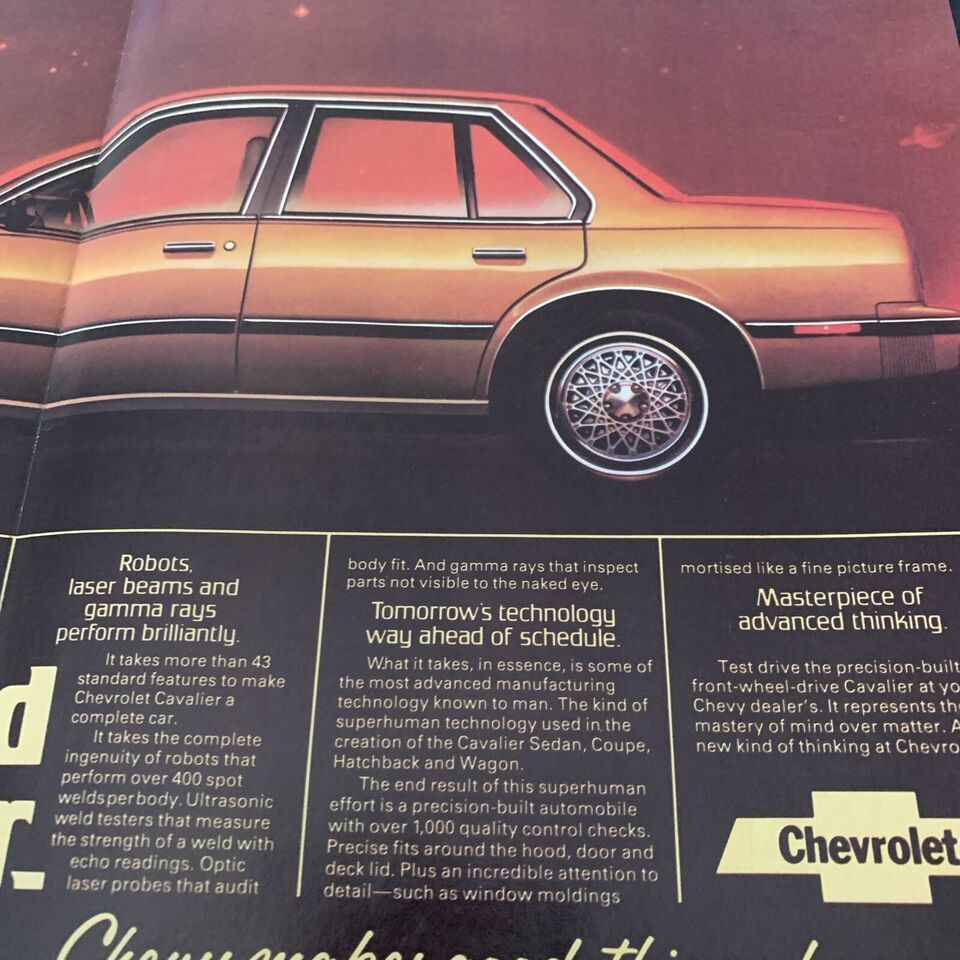 d
r.
Robots,
laser beams and
gamma rays
perform brilliantly.
It takes more than 43
standard features to make
Chevrolet Cavalier a
complete car.
It takes the complete
ingenuity of robots that
perform over 400 spot
welds per body. Ultrasonic
weld testers that measure
the strength of a weld with
echo readings. Optic
laser probes that audit
body fit. And gamma rays that inspect
parts not visible to the naked eye.
Tomorrow's technology
way ahead of schedule.
What it takes, in essence, is some of
the most advanced manufacturing
technology known to man. The kind of
superhuman technology used in the
creation of the Cavalier Sedan, Coupe,
Hatchback and Wagon.
The end result of this superhuman
effort is a precision-built automobile
with over 1,000 quality control checks.
Precise fits around the hood, door and
deck lid. Plus an incredible attention to
detail—such as window moldings
mortised like a fine picture frame.
Masterpiece of
advanced thinking.
Test drive the precision-built
front-wheel-drive Cavalier at yo
Chevy dealer's. It represents the
mastery of mind over matter. A
new kind of thinking at Chevro
Chevrolet
Chevy makes good things